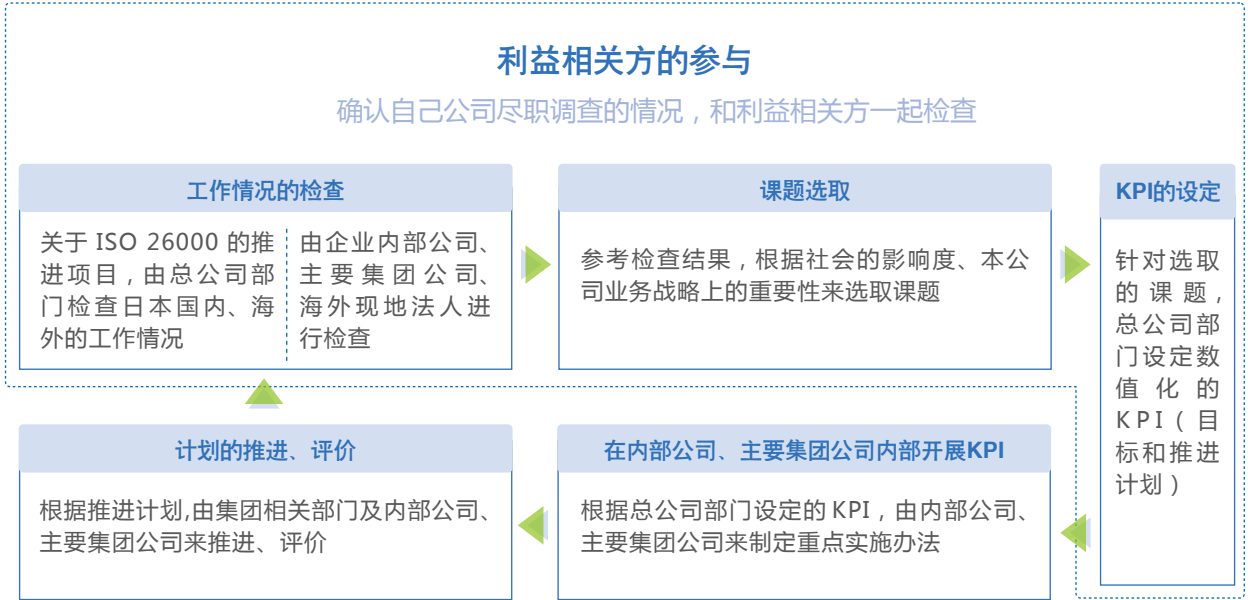 利益相关方的参与
确认自己公司尽职调查的情况，和利益相关方一起检查
工作情况的检查
关于 ISO 26000 的推
进项目，由总公司部
门检查日本国内、海
外的工作情况
由企业内部公司、
主要集团公司、
海外现地法人进
行检查
课题选取
参考检查结果，根据社会的影响度、本公
司业务战略上的重要性来选取课题
KPI的设定
针对选取
的课题，
总公司部
门设定数
值化的
KPI（目
标和推进
计划）
在内部公司、主要集团公司内部开展KPI
根据总公司部门设定的 KPI，由内部公司、
主要集团公司来制定重点实施办法
计划的推进、评价
根据推进计划,由集团相关部门及内部公司、
主要集团公司来推进、评价